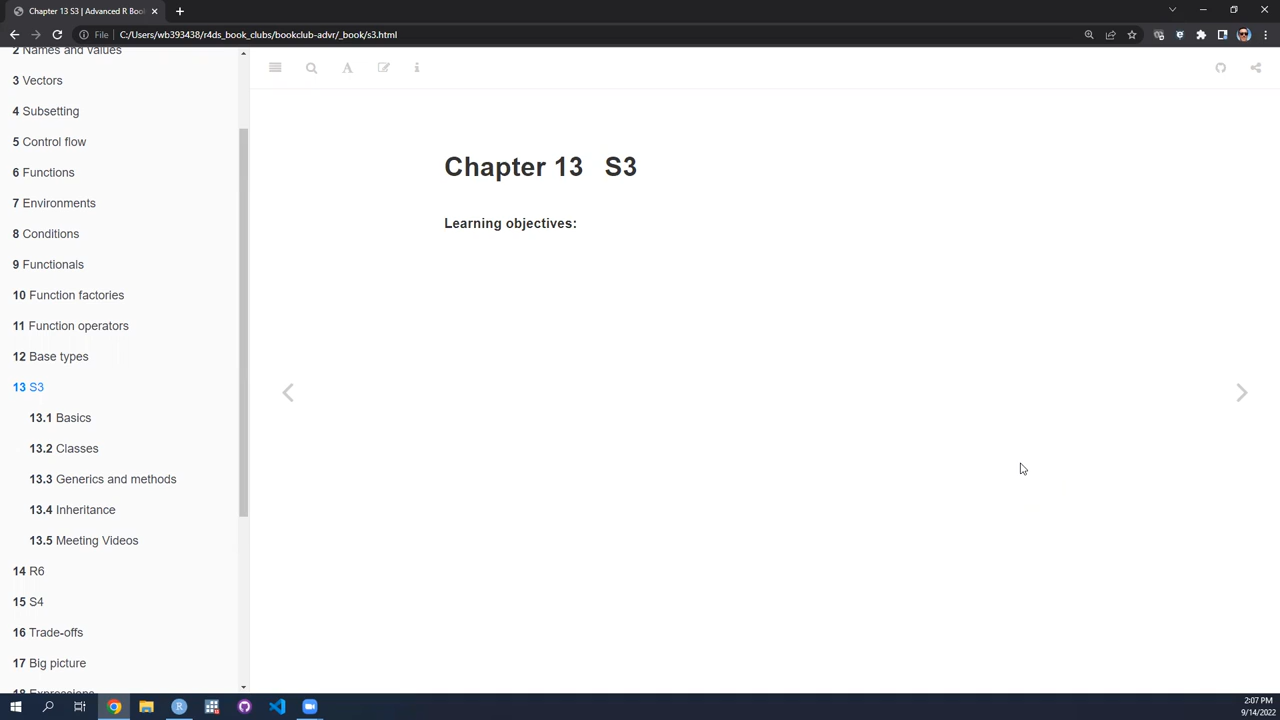 Chapter 13 S3 | Advanced R Boo
File
C:/Users/wb393438/r4ds_book_clubs/bookclub-advr/_book/s3.html
2 Names and values
3 Vectors
4 Subsetting
5 Control flow
6 Functions
7 Environments
8 Conditions
9 Functionals
10 Function factories
11 Function operators
12 Base types
13 S3
13.1 Basics
13.2 Classes
13.3 Generics and methods
13.4 Inheritance
13.5 Meeting Videos
14 R6
15 S4
16 Trade-offs
17 Big picture
18 Expressions
Chapter 13 S3
Learning objectives:
2:07 PM
9/14/2022